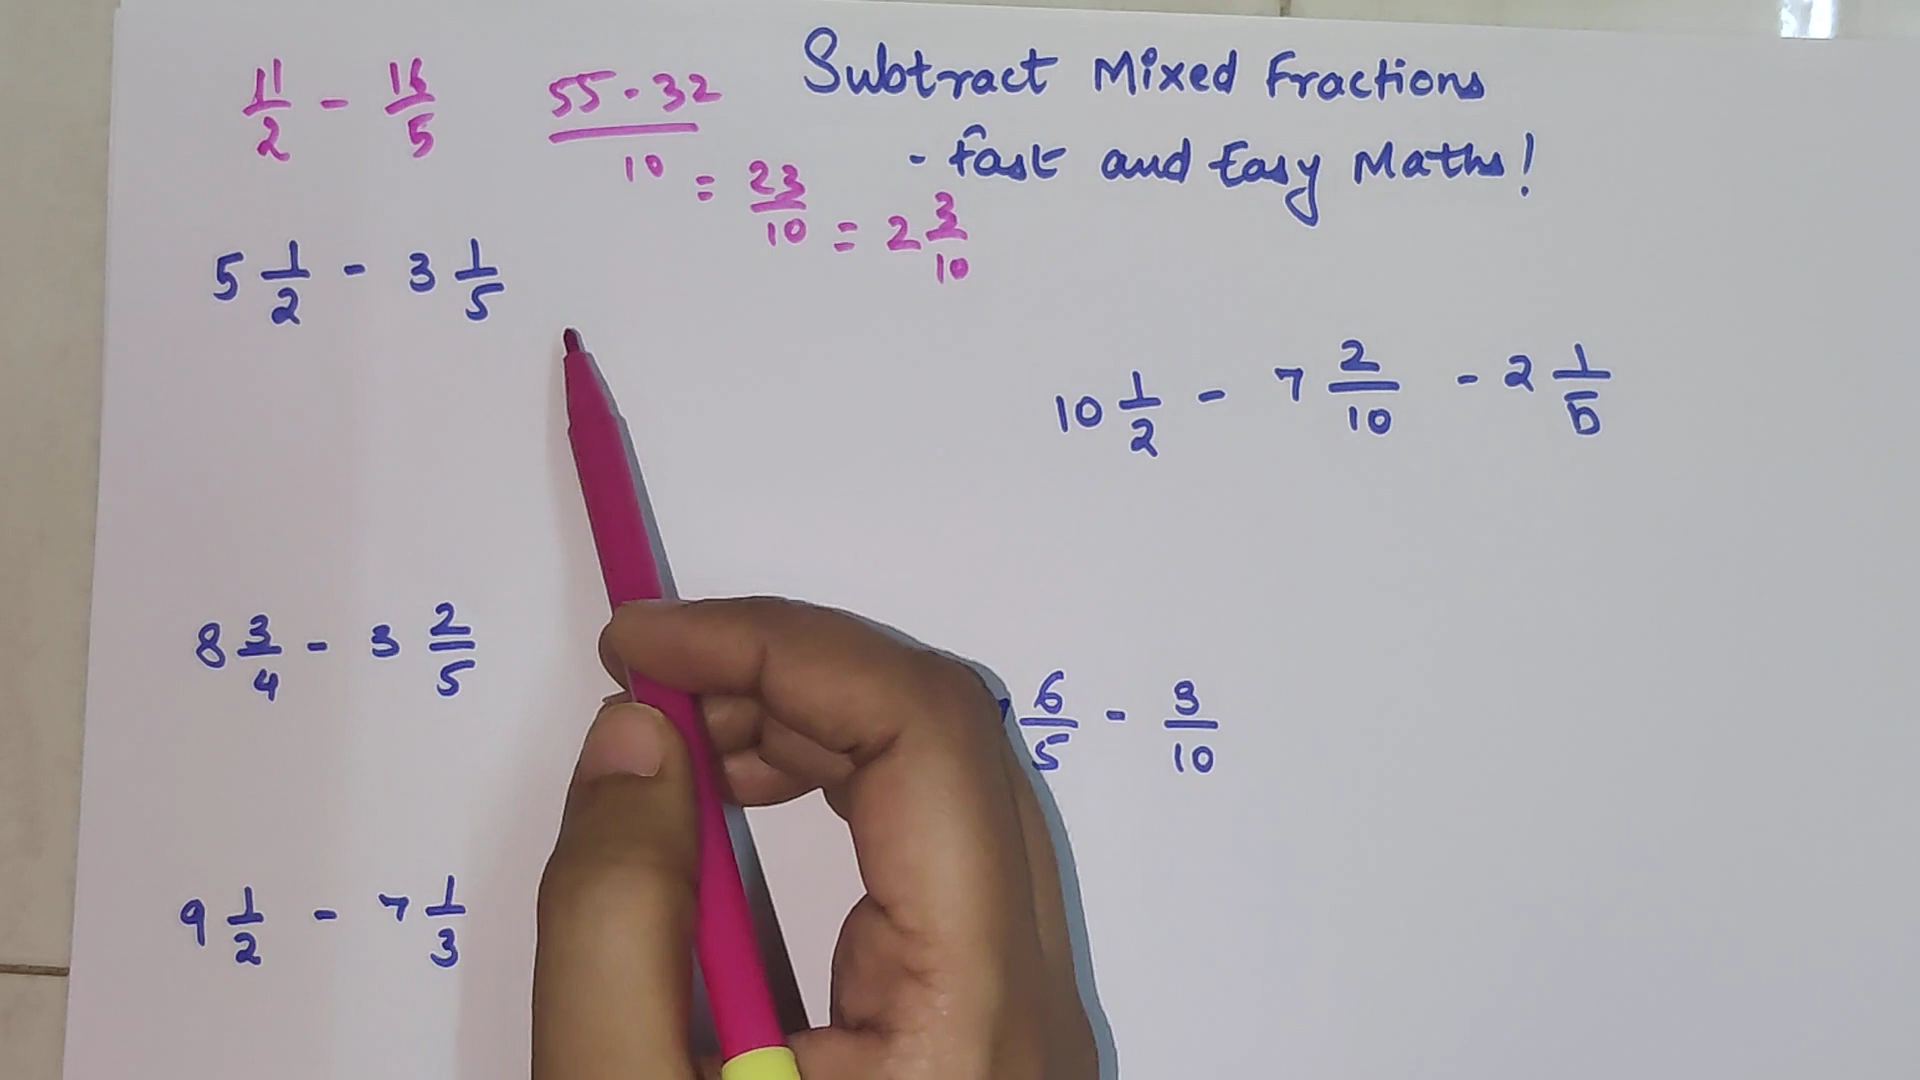 Subtract Mixed Fractions
- Fast and Easy Maths!
11/2 - 16/5
55 - 32 / 10 = 23/10 = 2 3/10
5 1/2 - 3 1/5
10 1/2 - 7 2/10 - 2 1/5
8 3/4 - 3 2/5
6/5 - 3/10
9 1/2 - 7 1/3